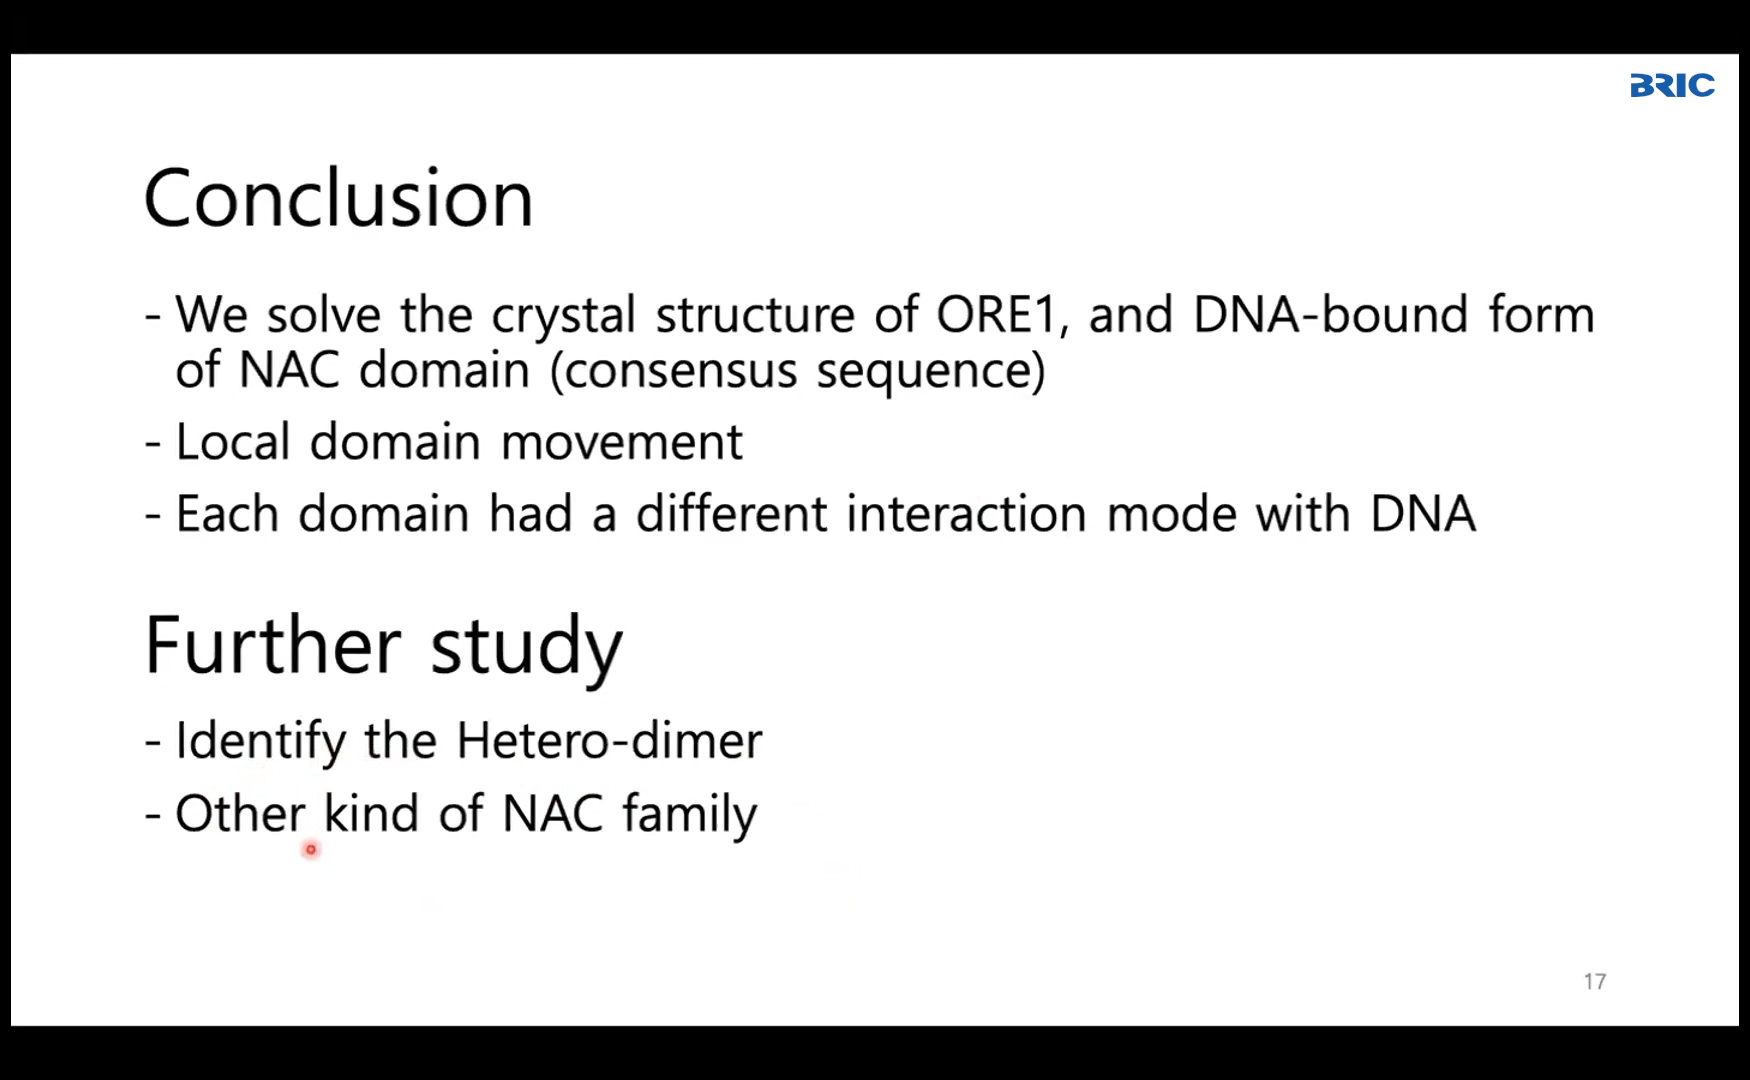 BRIC
Conclusion
- We solve the crystal structure of ORE1, and DNA-bound form
of NAC domain (consensus sequence)
- Local domain movement
- Each domain had a different interaction mode with DNA
Further study
- Identify the Hetero-dimer
- Other kind of NAC family
17